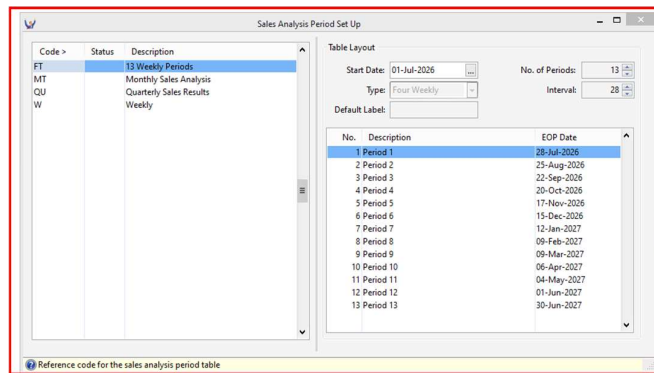 Sales Analysis Period Set Up
Code > Status Description
FT 13 Weekly Periods
MT Monthly Sales Analysis
QU Quarterly Sales Results
W Weekly
Table Layout
Start Date: 01-Jul-2026 ... No. of Periods: 13
Type: Four Weekly Interval: 28
Default Label:
No. Description EOP Date
1 Period 1 28-Jul-2026
2 Period 2 25-Aug-2026
3 Period 3 22-Sep-2026
4 Period 4 20-Oct-2026
5 Period 5 17-Nov-2026
6 Period 6 15-Dec-2026
7 Period 7 12-Jan-2027
8 Period 8 09-Feb-2027
9 Period 9 09-Mar-2027
10 Period 10 06-Apr-2027
11 Period 11 04-May-2027
12 Period 12 01-Jun-2027
13 Period 13 30-Jun-2027
Reference code for the sales analysis period table